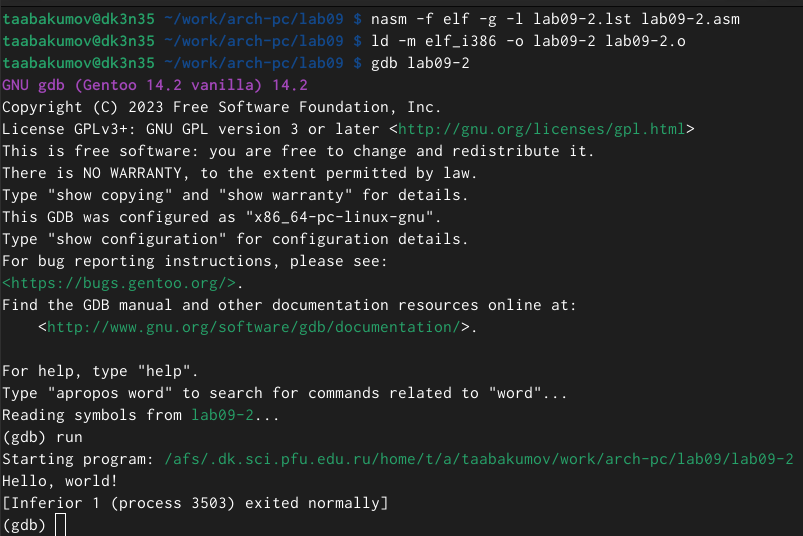 taabakumov@dk3n35 ~/work/arch-pc/lab09 $ nasm -f elf -g -l lab09-2.lst lab09-2.asm
taabakumov@dk3n35 ~/work/arch-pc/lab09 $ ld -m elf_i386 -o lab09-2 lab09-2.o
taabakumov@dk3n35 ~/work/arch-pc/lab09 $ gdb lab09-2
GNU gdb (Gentoo 14.2 vanilla) 14.2
Copyright (C) 2023 Free Software Foundation, Inc.
License GPLv3+: GNU GPL version 3 or later <http://gnu.org/licenses/gpl.html>
This is free software: you are free to change and redistribute it.
There is NO WARRANTY, to the extent permitted by law.
Type "show copying" and "show warranty" for details.
This GDB was configured as "x86_64-pc-linux-gnu".
Type "show configuration" for configuration details.
For bug reporting instructions, please see:
<https://bugs.gentoo.org/>.
Find the GDB manual and other documentation resources online at:
    <http://www.gnu.org/software/gdb/documentation/>.

For help, type "help".
Type "apropos word" to search for commands related to "word"...
Reading symbols from lab09-2...
(gdb) run
Starting program: /afs/.dk.sci.pfu.edu.ru/home/t/a/taabakumov/work/arch-pc/lab09/lab09-2
Hello, world!
[Inferior 1 (process 3503) exited normally]
(gdb)